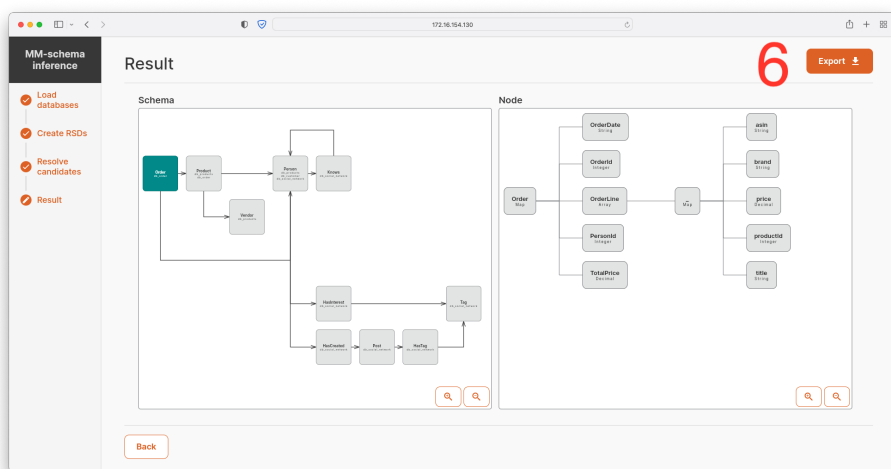 172.16.154.130
MM-schema
inference
Load
databases
Create RSDs
Resolve
candidates
Result
Result
6
Export
Schema
Order
Product
Person
Knows
Vendor
HasInterest
Tag
HasCreated
Post
HasTag
Node
Order
Map
OrderDate
String
OrderId
Integer
OrderLine
Array
PersonId
Integer
TotalPrice
Decimal
_
Map
asin
String
brand
String
price
Decimal
productId
Integer
title
String
Back